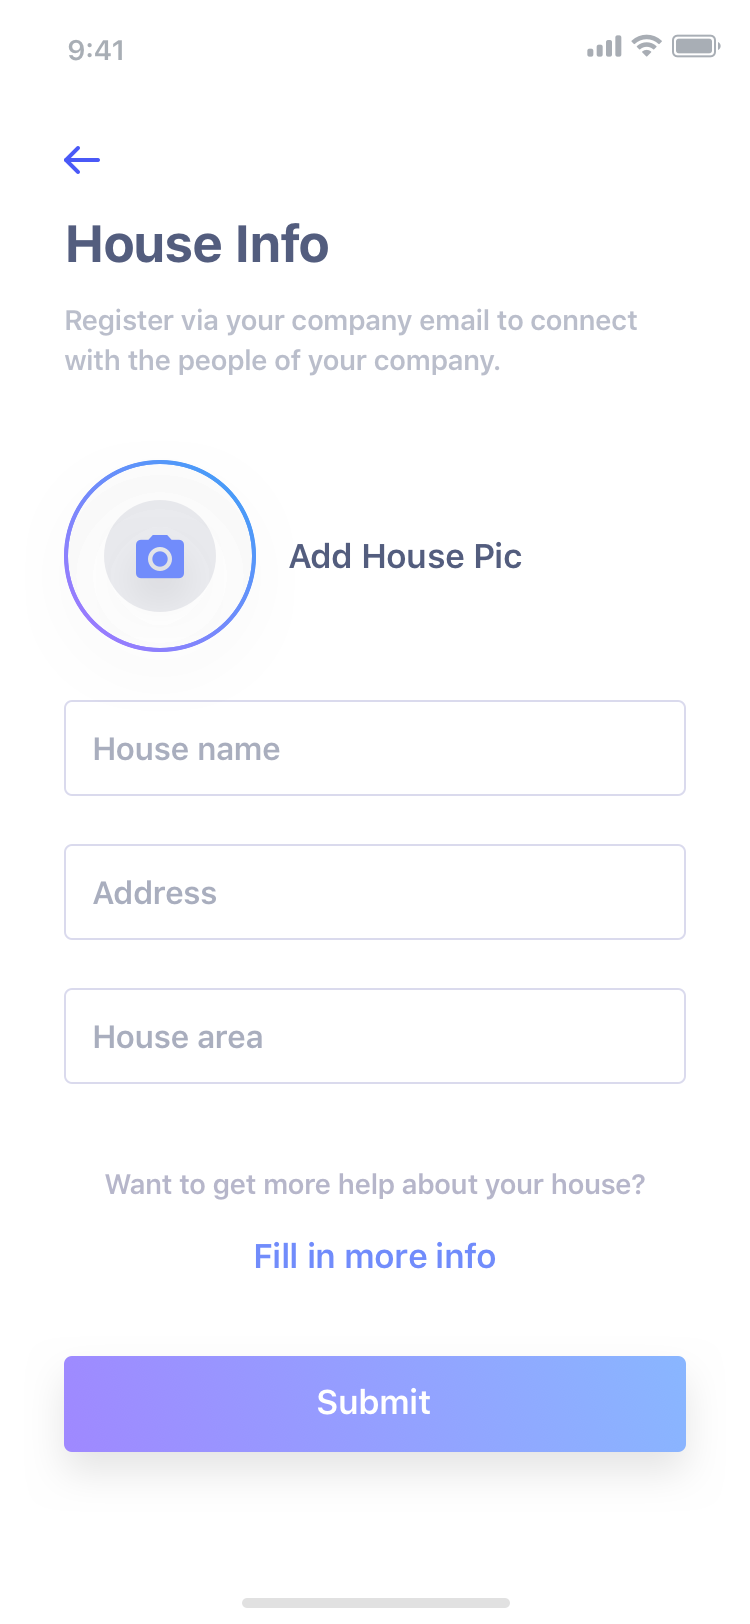 9:41
House Info
Register via your company email to connect
with the people of your company.
Add House Pic
House name
Address
House area
Want to get more help about your house?
Fill in more info
Submit